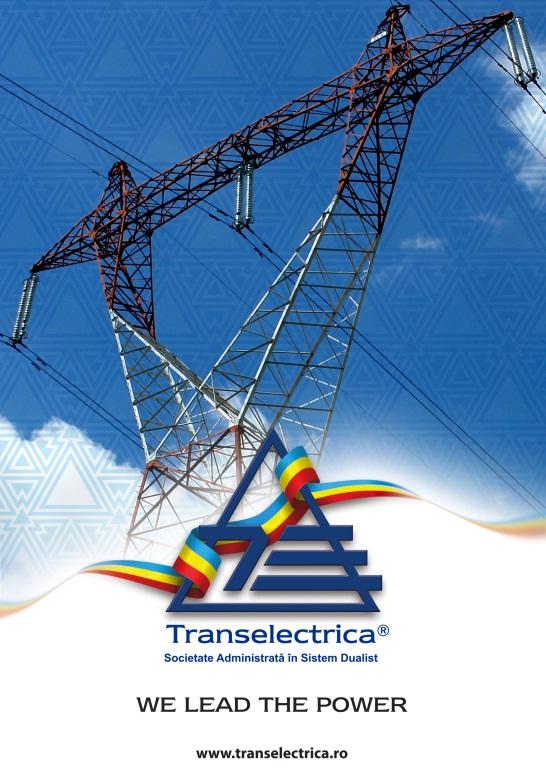 Transelectrica®
Societate Administrată în Sistem Dualist
WE LEAD THE POWER
www.transelectrica.ro